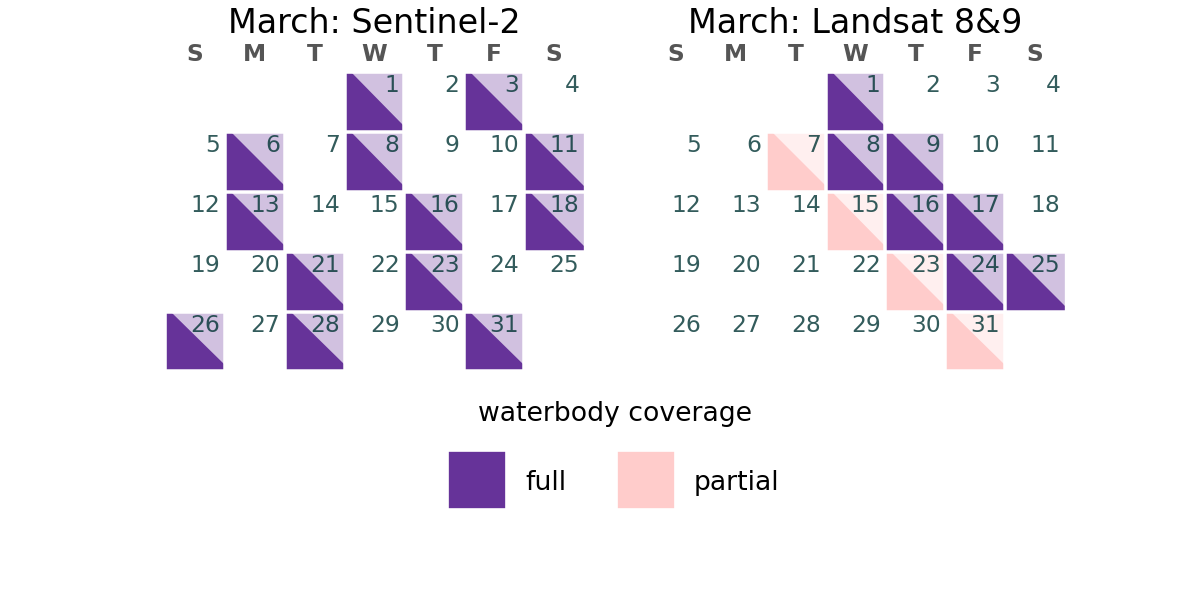 March: Sentinel-2
S M T W T F S
1 2 3 4
5 6 7 8 9 10 11
12 13 14 15 16 17 18
19 20 21 22 23 24 25
26 27 28 29 30 31
March: Landsat 8&9
S M T W T F S
1 2 3 4
5 6 7 8 9 10 11
12 13 14 15 16 17 18
19 20 21 22 23 24 25
26 27 28 29 30 31
waterbody coverage
full partial